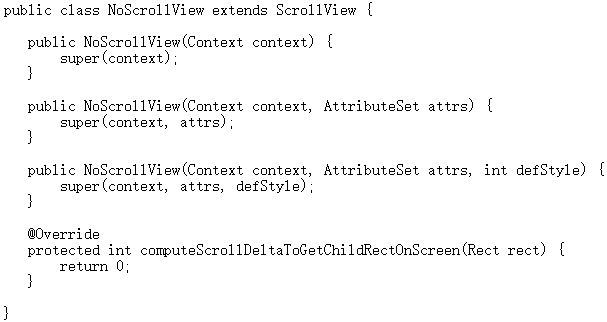 public class NoScrollView extends ScrollView {
public NoScrollView(Context context) {
super(context);
}
public NoScrollView(Context context, AttributeSet attrs) {
super(context, attrs);
}
public NoScrollView(Context context, AttributeSet attrs, int defStyle) {
super(context, attrs, defStyle);
}
@Override
protected int computeScrollDeltaToGetChildRectOnScreen(Rect rect) {
return 0;
}
}